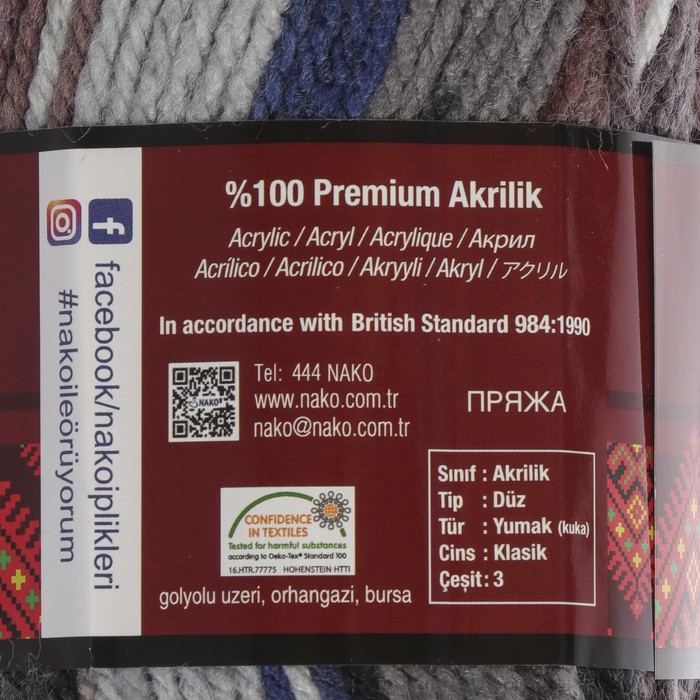 %100 Premium Akrilik
Acrylic / Acryl / Acrylique / Акрил
Acrílico / Acrilico / Akryyli / Akryl / アクリル
In accordance with British Standard 984:1990
NAKO
Tel: 444 NAKO
www.nako.com.tr
nako@nako.com.tr
ПРЯЖА
CONFIDENCE
IN TEXTILES
Tested for harmful substances
according to Oeko-Tex® Standard 100
16.HTR.77775 HOHENSTEIN HTTI
golyolu uzeri, orhangazi, bursa
Sınıf : Akrilik
Tip : Düz
Tür : Yumak (kuka)
Cins : Klasik
Çeşit : 3
facebook/nakoiplikleri
#nakoileörüyorum